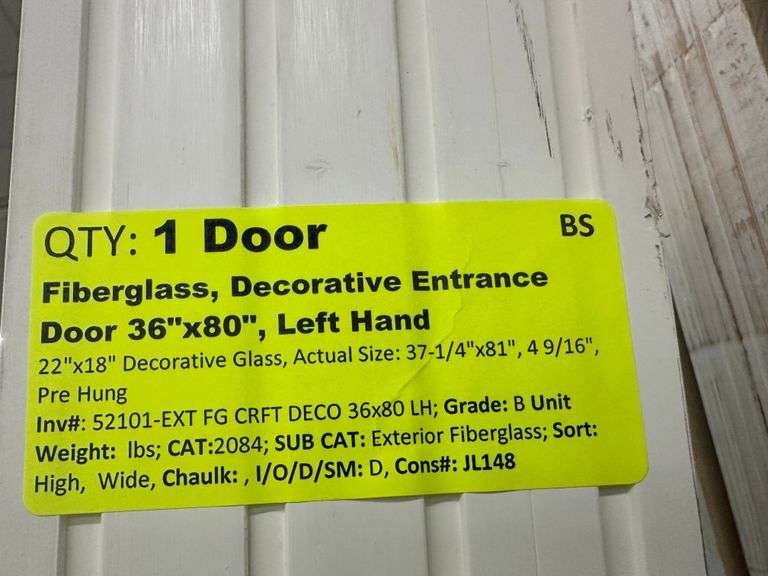 QTY: 1 Door BS
Fiberglass, Decorative Entrance
Door 36"x80", Left Hand
22"x18" Decorative Glass, Actual Size: 37-1/4"x81", 4 9/16",
Pre Hung
Inv#: 52101-EXT FG CRFT DECO 36x80 LH; Grade: B Unit
Weight: lbs; CAT:2084; SUB CAT: Exterior Fiberglass; Sort:
High, Wide, Chaulk: , I/O/D/SM: D, Cons#: JL148